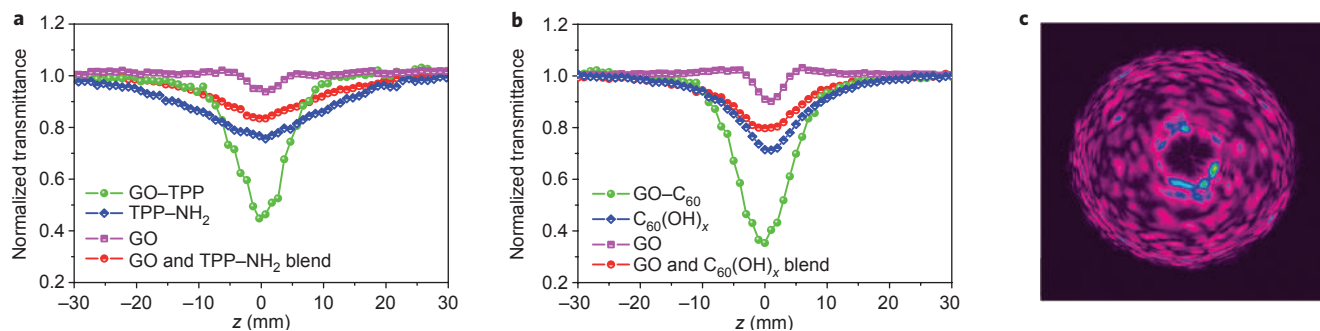 a
1.2
1.0
0.8
0.6
0.4
0.2
Normalized transmittance
GO–TPP
TPP–NH₂
GO
GO and TPP–NH₂ blend
–30 –20 –10 0 10 20 30
z (mm)
b
1.2
1.0
0.8
0.6
0.4
0.2
Normalized transmittance
GO–C₆₀
C₆₀(OH)ₓ
GO
GO and C₆₀(OH)ₓ blend
–30 –20 –10 0 10 20 30
z (mm)
c